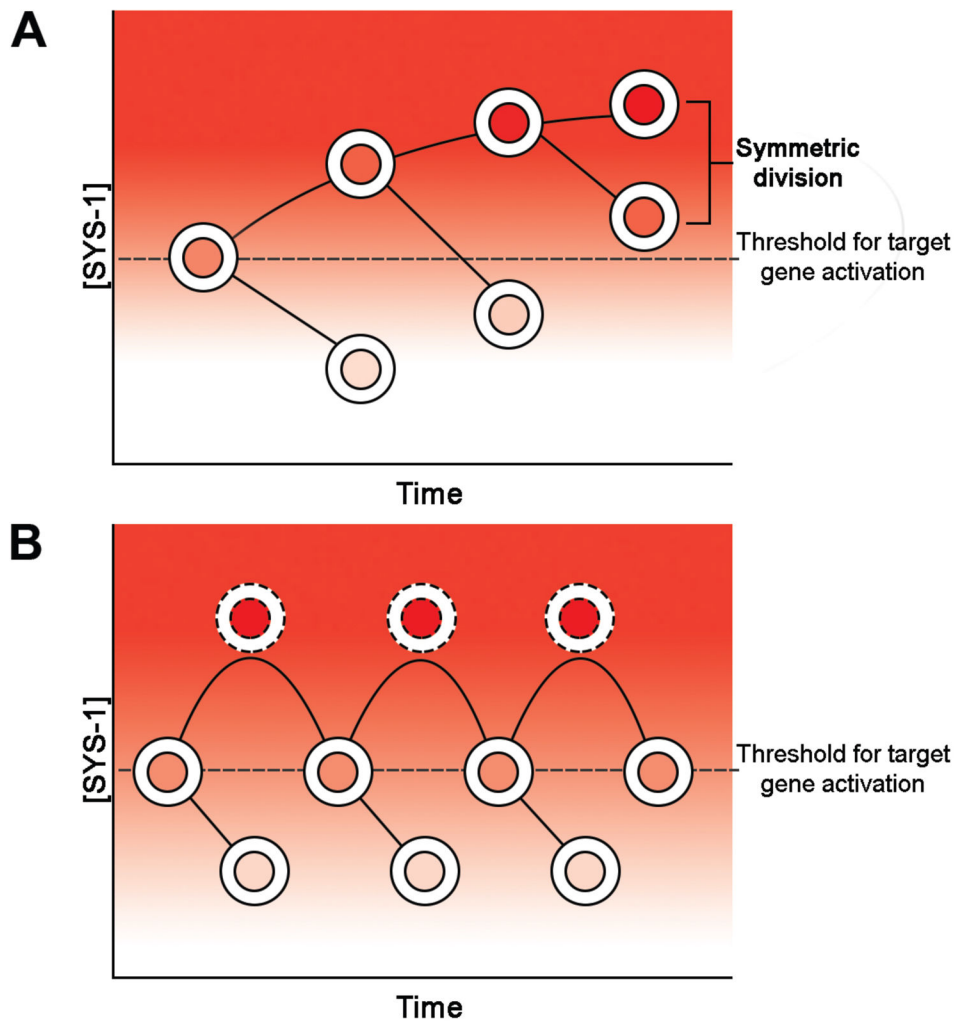 A
[SYS-1]
Symmetric
division
Threshold for target
gene activation
Time
B
[SYS-1]
Threshold for target
gene activation
Time